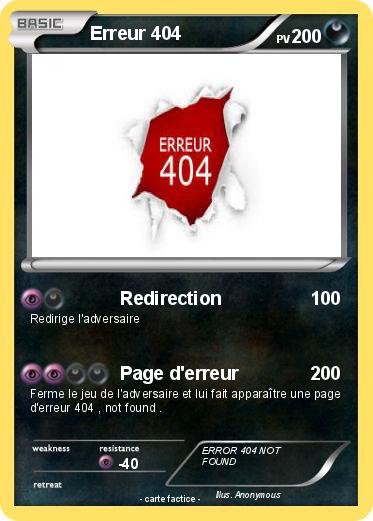 BASIC
Erreur 404
PV 200
ERREUR
404
Redirection 100
Redirige l'adversaire
Page d'erreur 200
Ferme le jeu de l'adversaire et lui fait apparaître une page
d'erreur 404 , not found .
weakness
resistance
-40
retreat
ERROR 404 NOT
FOUND
- carte factice -
Illus. Anonymous